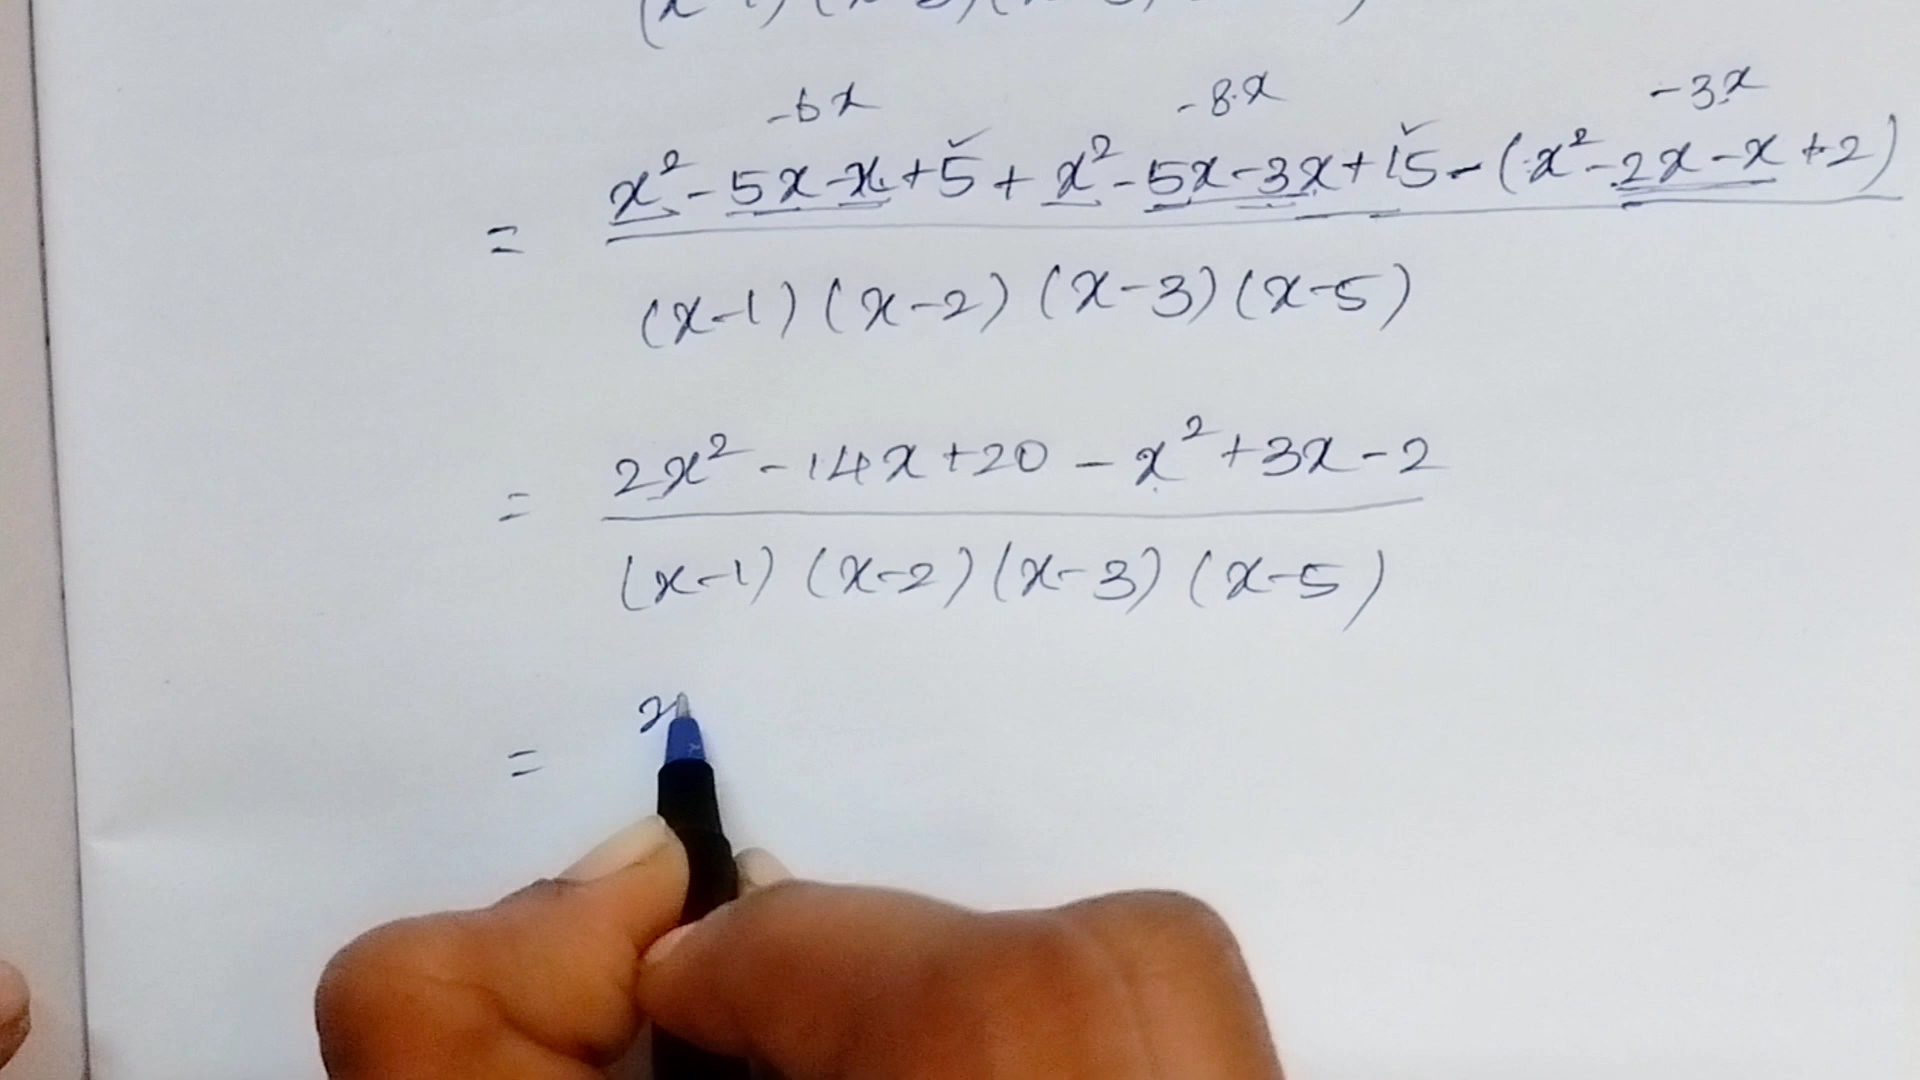 -6x -8x -3x
= x² - 5x - x + 5 + x² - 5x - 3x + 15 - (x² - 2x - x + 2)
(x-1) (x-2) (x-3) (x-5)
= 2x² - 14x + 20 - x² + 3x - 2
(x-1) (x-2) (x-3) (x-5)
=